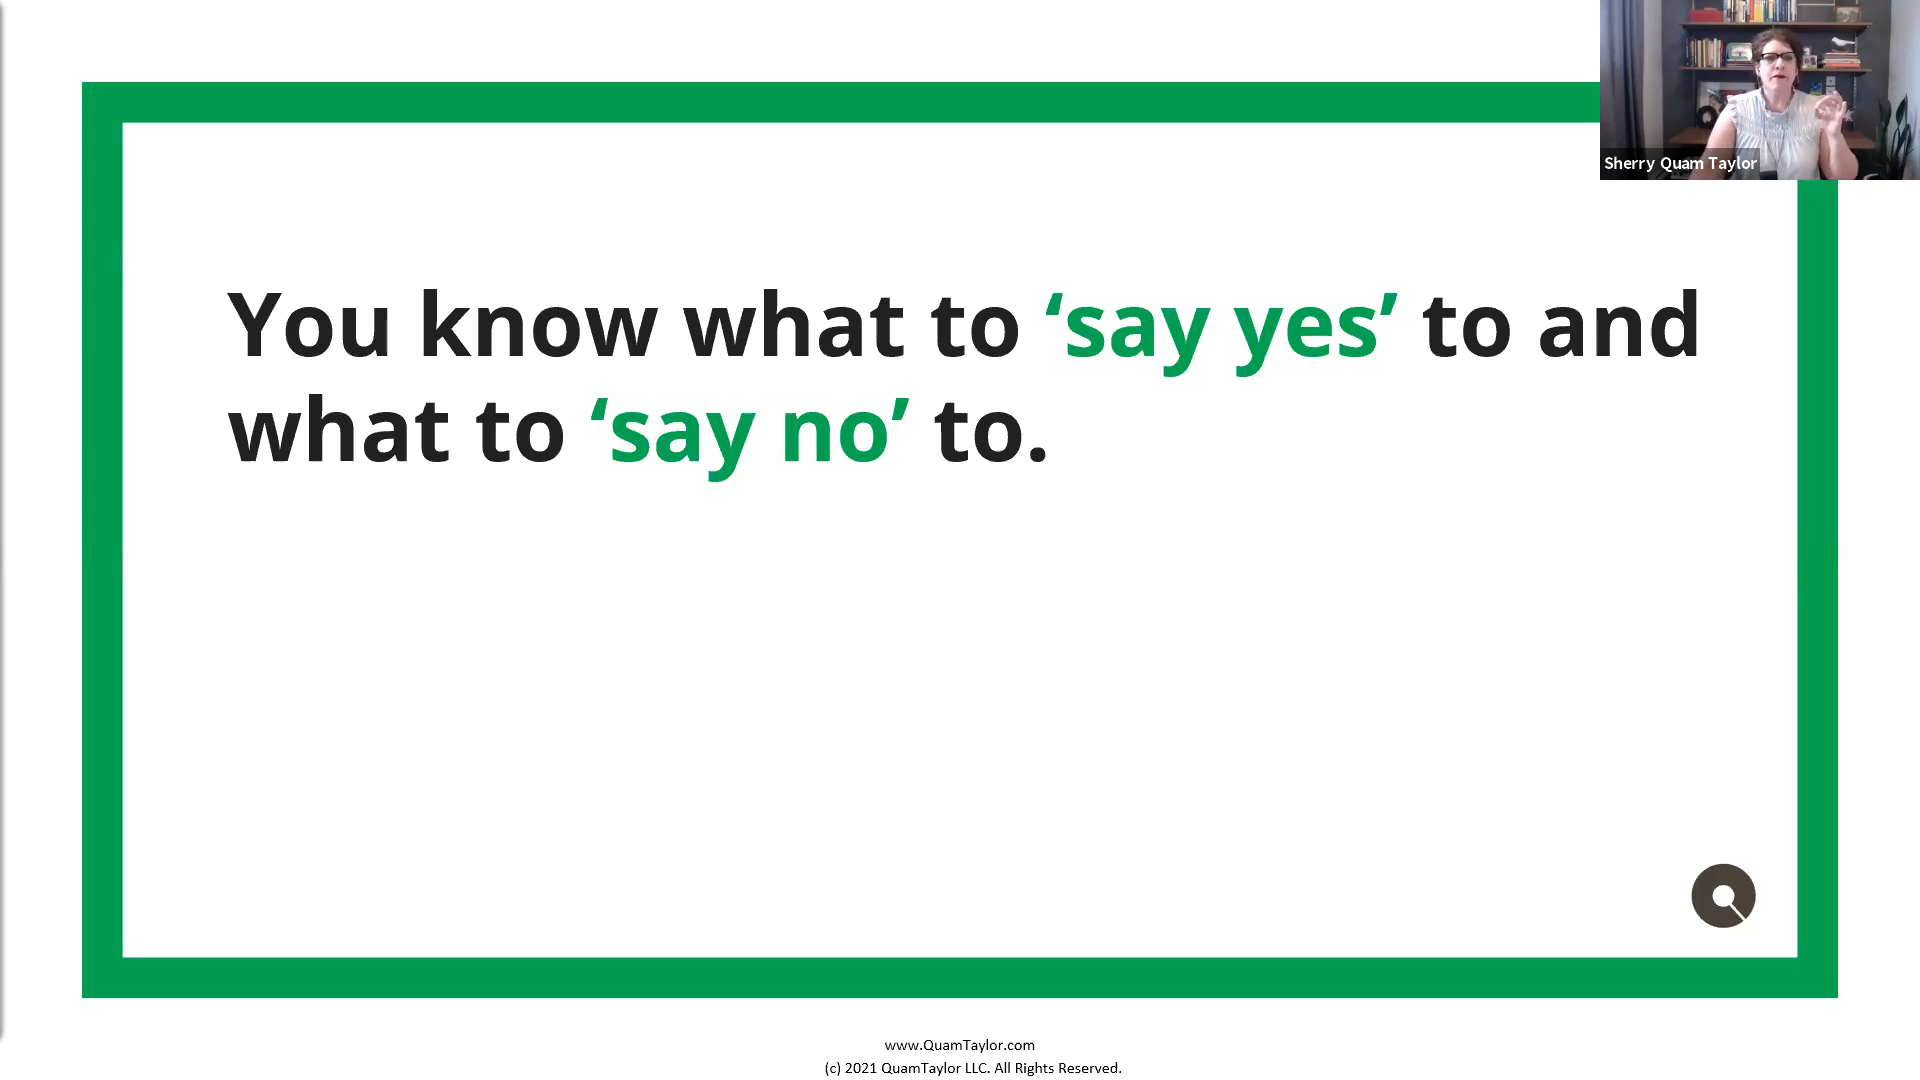 Sherry Quam Taylor
You know what to ‘say yes’ to and
what to ‘say no’ to.
www.QuamTaylor.com
(c) 2021 QuamTaylor LLC. All Rights Reserved.